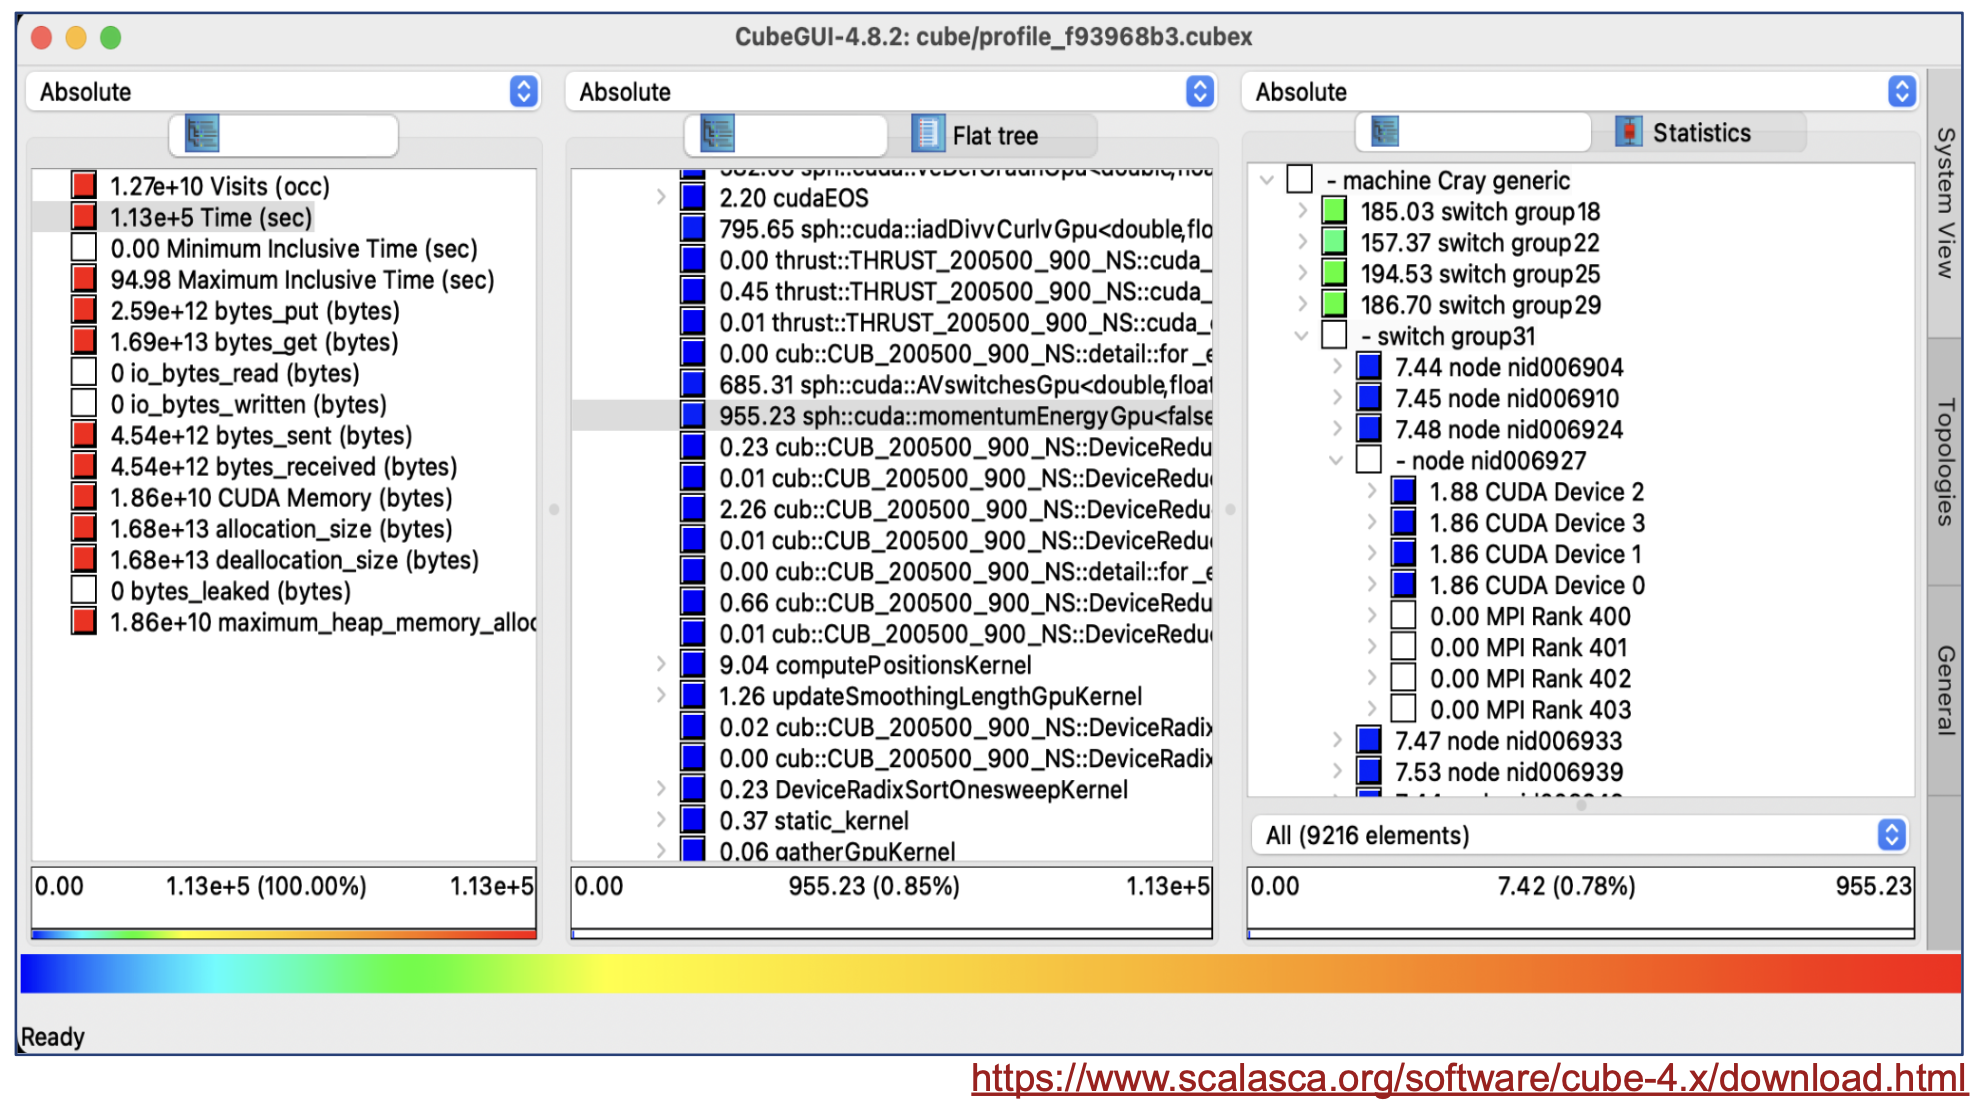 CubeGUI-4.8.2: cube/profile_f93968b3.cubex
Absolute
1.27e+10 Visits (occ)
1.13e+5 Time (sec)
0.00 Minimum Inclusive Time (sec)
94.98 Maximum Inclusive Time (sec)
2.59e+12 bytes_put (bytes)
1.69e+13 bytes_get (bytes)
0 io_bytes_read (bytes)
0 io_bytes_written (bytes)
4.54e+12 bytes_sent (bytes)
4.54e+12 bytes_received (bytes)
1.86e+10 CUDA Memory (bytes)
1.68e+13 allocation_size (bytes)
1.68e+13 deallocation_size (bytes)
0 bytes_leaked (bytes)
1.86e+10 maximum_heap_memory_alloc
0.00 1.13e+5 (100.00%) 1.13e+5
Absolute
Flat tree
2.20 cudaEOS
795.65 sph::cuda::iadDivvCurlvGpu<double,flo
0.00 thrust::THRUST_200500_900_NS::cuda_
0.45 thrust::THRUST_200500_900_NS::cuda_
0.01 thrust::THRUST_200500_900_NS::cuda_
0.00 cub::CUB_200500_900_NS::detail::for_e
685.31 sph::cuda::AVswitchesGpu<double,float
955.23 sph::cuda::momentumEnergyGpu<false
0.23 cub::CUB_200500_900_NS::DeviceRedu
0.01 cub::CUB_200500_900_NS::DeviceRedu
2.26 cub::CUB_200500_900_NS::DeviceRedu
0.01 cub::CUB_200500_900_NS::DeviceRedu
0.00 cub::CUB_200500_900_NS::detail::for_e
0.66 cub::CUB_200500_900_NS::DeviceRedu
0.01 cub::CUB_200500_900_NS::DeviceRedu
9.04 computePositionsKernel
1.26 updateSmoothingLengthGpuKernel
0.02 cub::CUB_200500_900_NS::DeviceRadix
0.00 cub::CUB_200500_900_NS::DeviceRadix
0.23 DeviceRadixSortOnesweepKernel
0.37 static_kernel
0.06 gatherGpuKernel
0.00 955.23 (0.85%) 1.13e+5
Absolute
Statistics
- machine Cray generic
185.03 switch group18
157.37 switch group22
194.53 switch group25
186.70 switch group29
- switch group31
7.44 node nid006904
7.45 node nid006910
7.48 node nid006924
- node nid006927
1.88 CUDA Device 2
1.86 CUDA Device 3
1.86 CUDA Device 1
1.86 CUDA Device 0
0.00 MPI Rank 400
0.00 MPI Rank 401
0.00 MPI Rank 402
0.00 MPI Rank 403
7.47 node nid006933
7.53 node nid006939
All (9216 elements)
0.00 7.42 (0.78%) 955.23
System View
Topologies
General
Ready
https://www.scalasca.org/software/cube-4.x/download.html